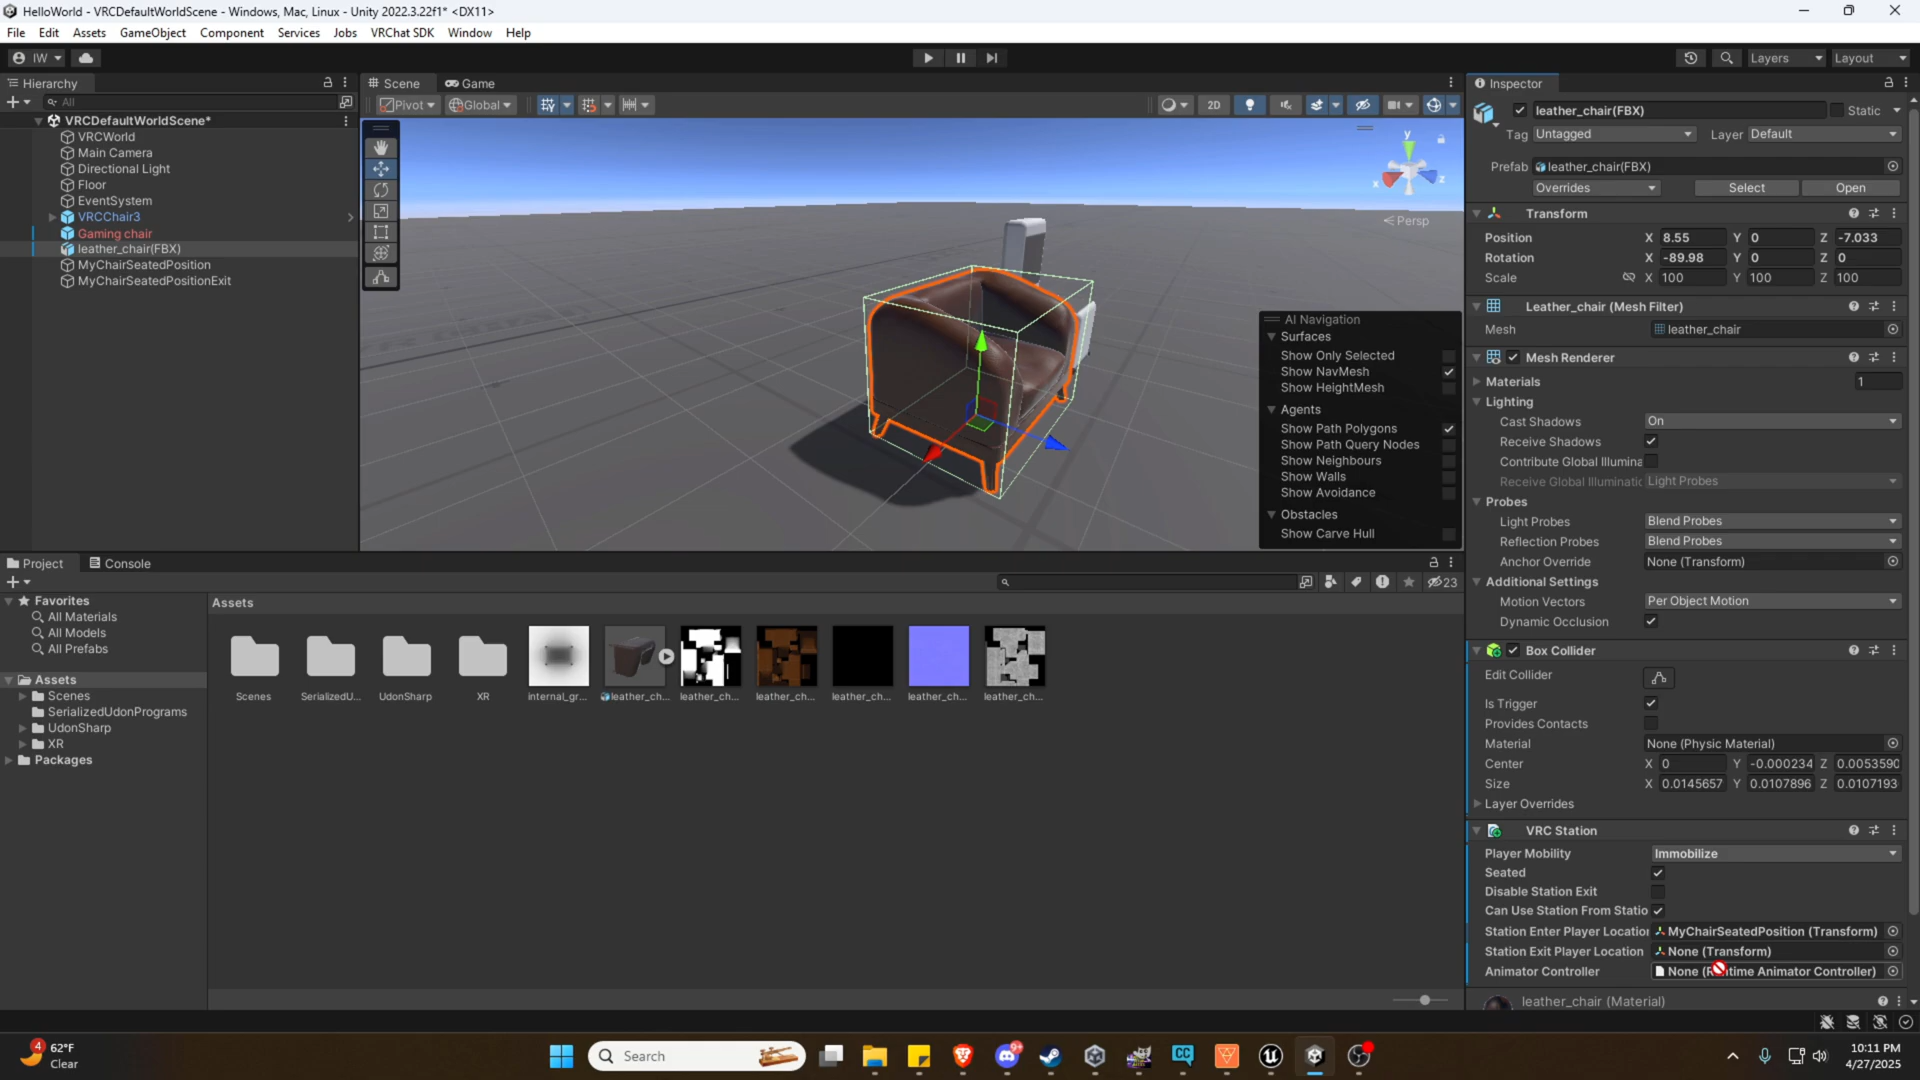 HelloWorld - VRCDefaultWorldScene - Windows, Mac, Linux - Unity 2022.3.22f1* <DX11>
File Edit Assets GameObject Component Services Jobs VRChat SDK Window Help
IW Layers Layout
Hierarchy
All
VRCDefaultWorldScene*
VRCWorld
Main Camera
Directional Light
Floor
EventSystem
VRCChair3
Gaming chair
leather_chair(FBX)
MyChairSeatedPosition
MyChairSeatedPositionExit
Scene Game
Pivot Global 2D
y
x
z
Persp
AI Navigation
Surfaces
Show Only Selected
Show NavMesh
Show HeightMesh
Agents
Show Path Polygons
Show Path Query Nodes
Show Neighbours
Show Walls
Show Avoidance
Obstacles
Show Carve Hull
Project Console
23
Favorites
All Materials
All Models
All Prefabs
Assets
Scenes
SerializedUdonPrograms
UdonSharp
XR
Packages
Assets
Scenes SerializedU... UdonSharp XR internal_gr... leather_ch... leather_ch... leather_ch... leather_ch... leather_ch... leather_ch...
Inspector
leather_chair(FBX) Static
Tag Untagged Layer Default
Prefab leather_chair(FBX)
Overrides Select Open
Transform
Position X 8.55 Y 0 Z -7.033
Rotation X -89.98 Y 0 Z 0
Scale X 100 Y 100 Z 100
Leather_chair (Mesh Filter)
Mesh leather_chair
Mesh Renderer
Materials 1
Lighting
Cast Shadows On
Receive Shadows
Contribute Global Illumina
Receive Global Illuminatic Light Probes
Probes
Light Probes Blend Probes
Reflection Probes Blend Probes
Anchor Override None (Transform)
Additional Settings
Motion Vectors Per Object Motion
Dynamic Occlusion
Box Collider
Edit Collider
Is Trigger
Provides Contacts
Material None (Physic Material)
Center X 0 Y -0.000234 Z 0.0053590
Size X 0.0145657 Y 0.0107896 Z 0.0107193
Layer Overrides
VRC Station
Player Mobility Immobilize
Seated
Disable Station Exit
Can Use Station From Statio
Station Enter Player Location MyChairSeatedPosition (Transform)
Station Exit Player Location None (Transform)
Animator Controller None (Runtime Animator Controller)
leather_chair (Material)
4 62°F
Clear
Search
CC
10:11 PM
4/27/2025